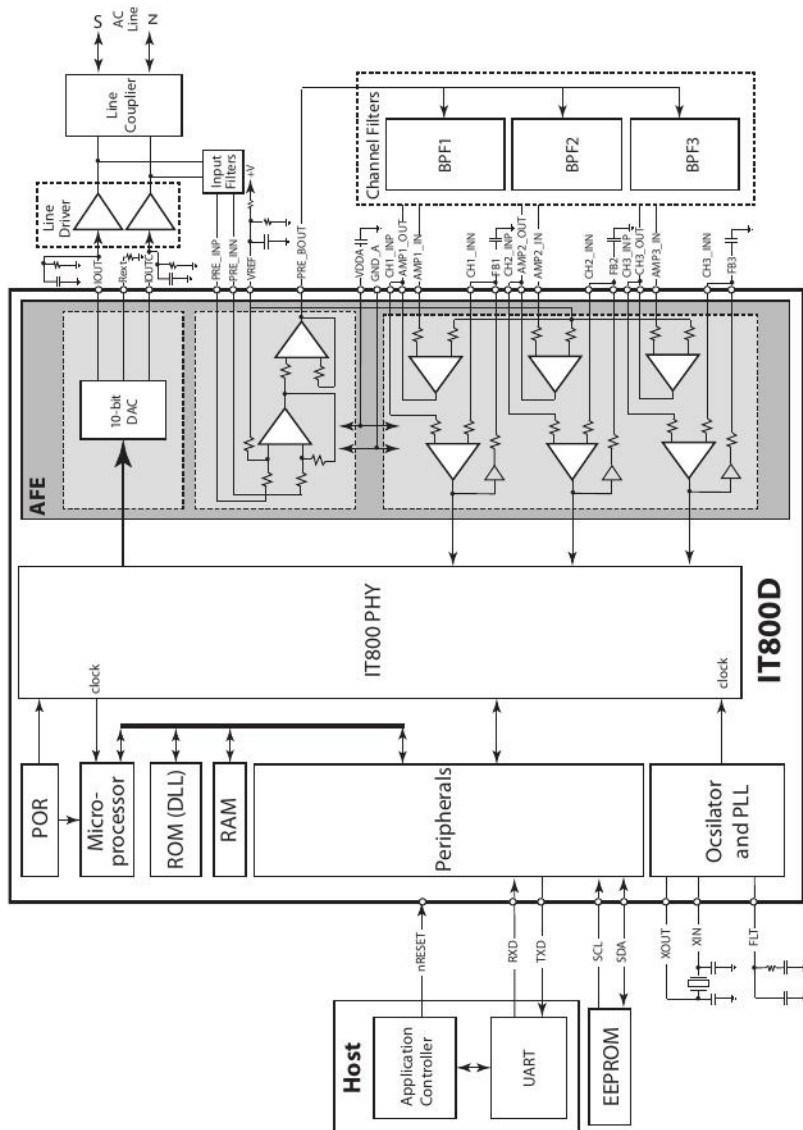 S
AC
Line
N
Line
Couplier
Line
Driver
Input
Filters
+V
Channel Filters
BPF1
BPF2
BPF3
IOUT
Rext
IOUTC
PRE_INP
PRE_INN
VREF
PRE_BOUT
VDDA
GND_A
CH1_INP
AMP1_OUT
AMP1_IN
CH1_INN
FB1
CH2_INP
AMP2_OUT
AMP2_IN
CH2_INN
FB2
CH3_INP
CH3_OUT
AMP3_IN
CH3_INN
FB3
AFE
10-bit
DAC
IT800 PHY
IT800D
clock
clock
POR
Micro-
processor
ROM (DLL)
RAM
Peripherals
Ocsilator
and PLL
nRESET
RXD
TXD
SCL
SDA
XOUT
XIN
FLT
Host
Application
Controller
UART
EEPROM